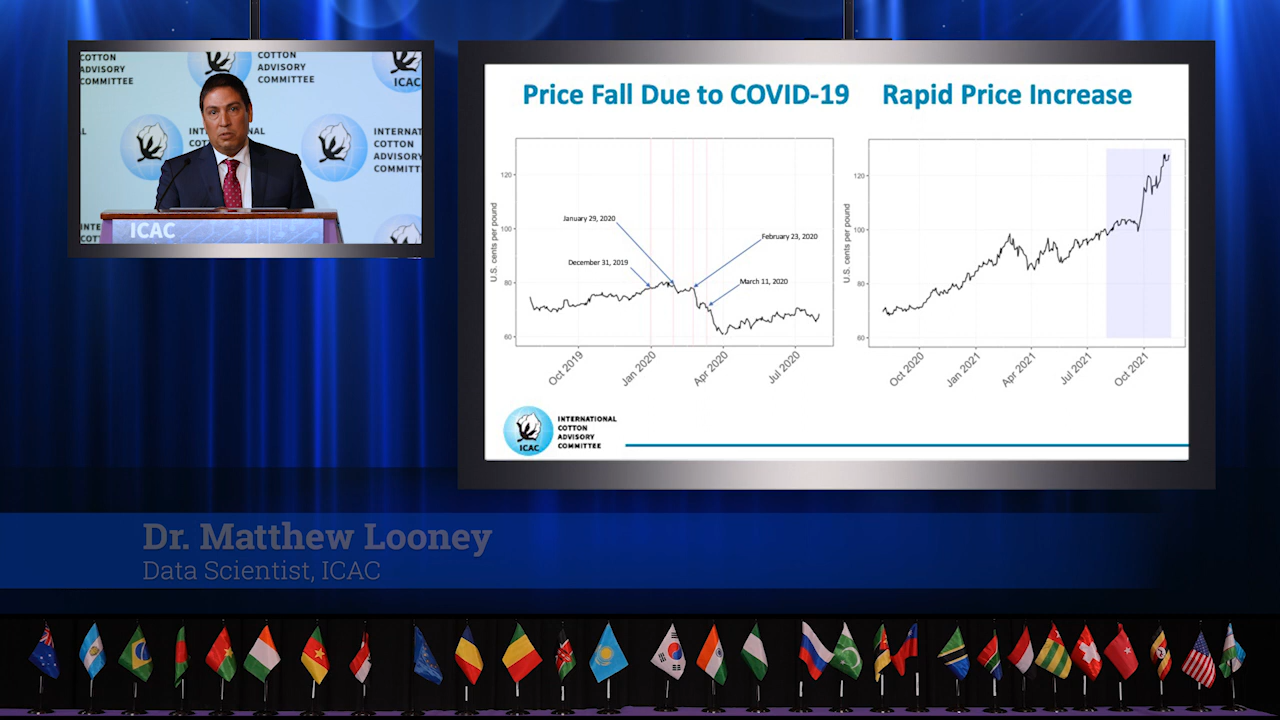 COTTON
ADVISORY
COMMITTEE
COTTON
ADVISORY
COMMITTEE
ICAC
INTERNATIONAL
COTTON
ADVISORY
ICAC
Price Fall Due to COVID-19
Rapid Price Increase
U.S. cents per pound
120
100
80
60
January 29, 2020
February 23, 2020
December 31, 2019
March 11, 2020
Oct 2019
Jan 2020
Apr 2020
Jul 2020
U.S. cents per pound
120
100
80
60
Oct 2020
Jan 2021
Apr 2021
Jul 2021
Oct 2021
ICAC
INTERNATIONAL
COTTON
ADVISORY
COMMITTEE
Dr. Matthew Looney
Data Scientist, ICAC